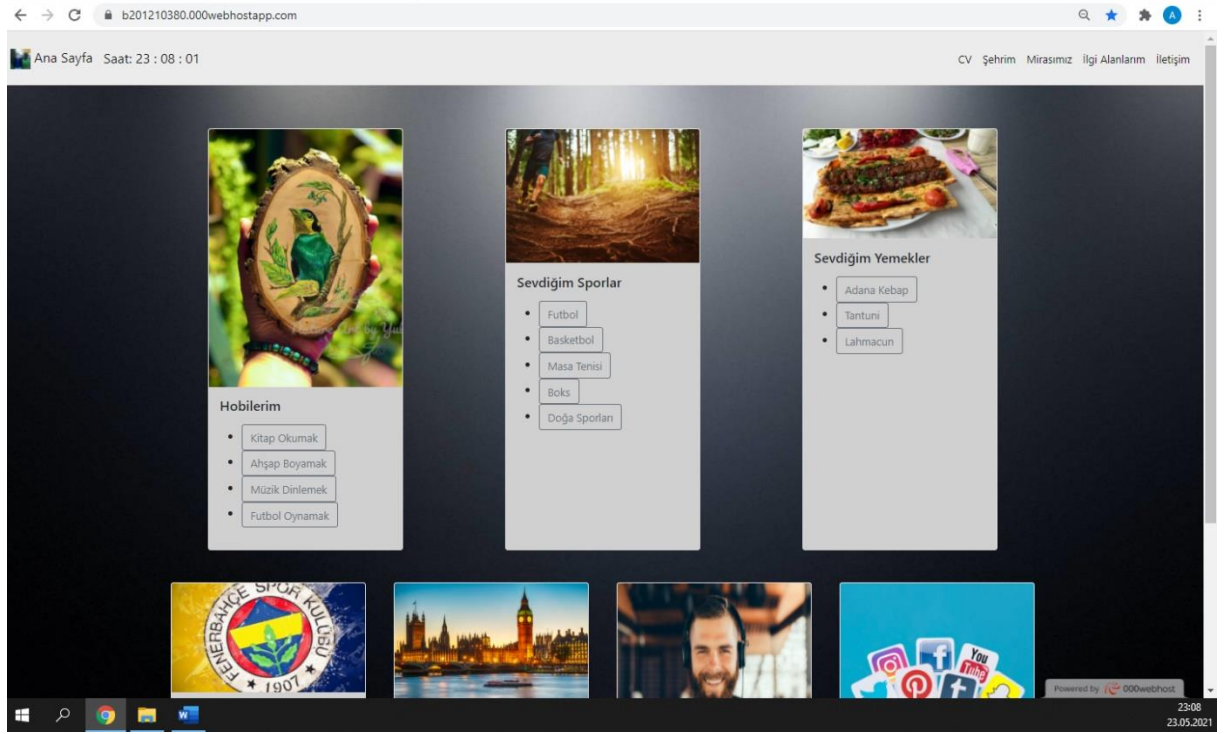 b201210380.000webhostapp.com
A
Ana Sayfa Saat: 23 : 08 : 01
CV Şehrim Mirasımız İlgi Alanlarım İletişim
Hobilerim
Kitap Okumak
Ahşap Boyamak
Müzik Dinlemek
Futbol Oynamak
Sevdiğim Sporlar
Futbol
Basketbol
Masa Tenisi
Boks
Doğa Sporları
Sevdiğim Yemekler
Adana Kebap
Tantuni
Lahmacun
FENERBAHÇE SPOR KULÜBÜ
1907
You
Tube
Powered by 000webhost
W
23:08
23.05.2021